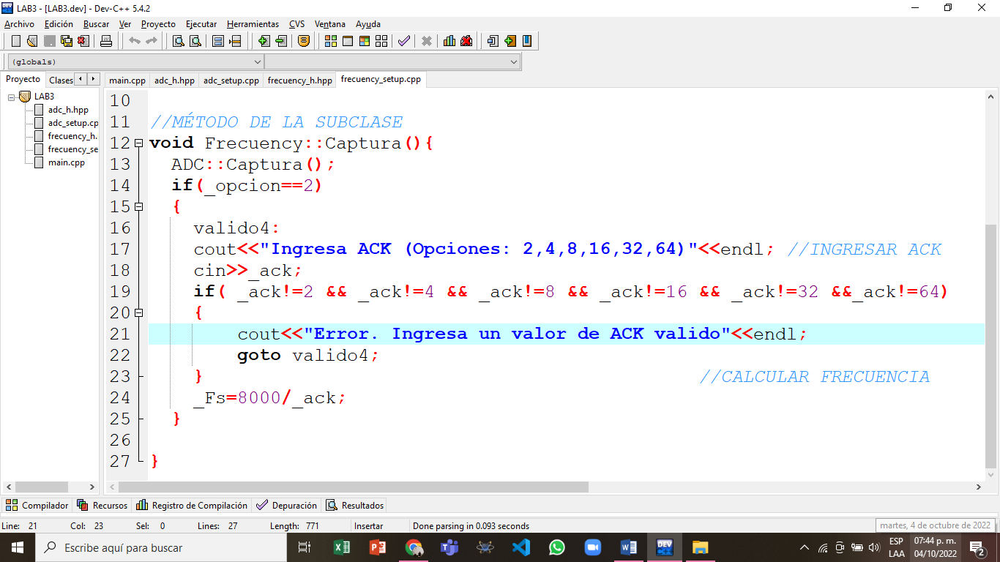 LAB3 - [LAB3.dev] - Dev-C++ 5.4.2
Archivo Edición Buscar Ver Proyecto Ejecutar Herramientas CVS Ventana Ayuda
(globals)
Proyecto Clases main.cpp adc_h.hpp adc_setup.cpp frecuency_h.hpp frecuency_setup.cpp
LAB3
adc_h.hpp
adc_setup.cp
frecuency_h.
frecuency_se
main.cpp
10
11 //MÉTODO DE LA SUBCLASE
12 void Frecuency::Captura(){
13 ADC::Captura();
14 if(_opcion==2)
15 {
16 valido4:
17 cout<<"Ingresa ACK (Opciones: 2,4,8,16,32,64)"<<endl; //INGRESAR ACK
18 cin>>_ack;
19 if( _ack!=2 && _ack!=4 && _ack!=8 && _ack!=16 && _ack!=32 &&_ack!=64)
20 {
21 cout<<"Error. Ingresa un valor de ACK valido"<<endl;
22 goto valido4;
23 } //CALCULAR FRECUENCIA
24 _Fs=8000/_ack;
25 }
26
27 }
Compilador Recursos Registro de Compilación Depuración Resultados
Line: 21 Col: 23 Sel: 0 Lines: 27 Length: 771 Insertar Done parsing in 0.093 seconds
martes, 4 de octubre de 2022
Escribe aquí para buscar
ESP
LAA
07:44 p. m.
04/10/2022
2